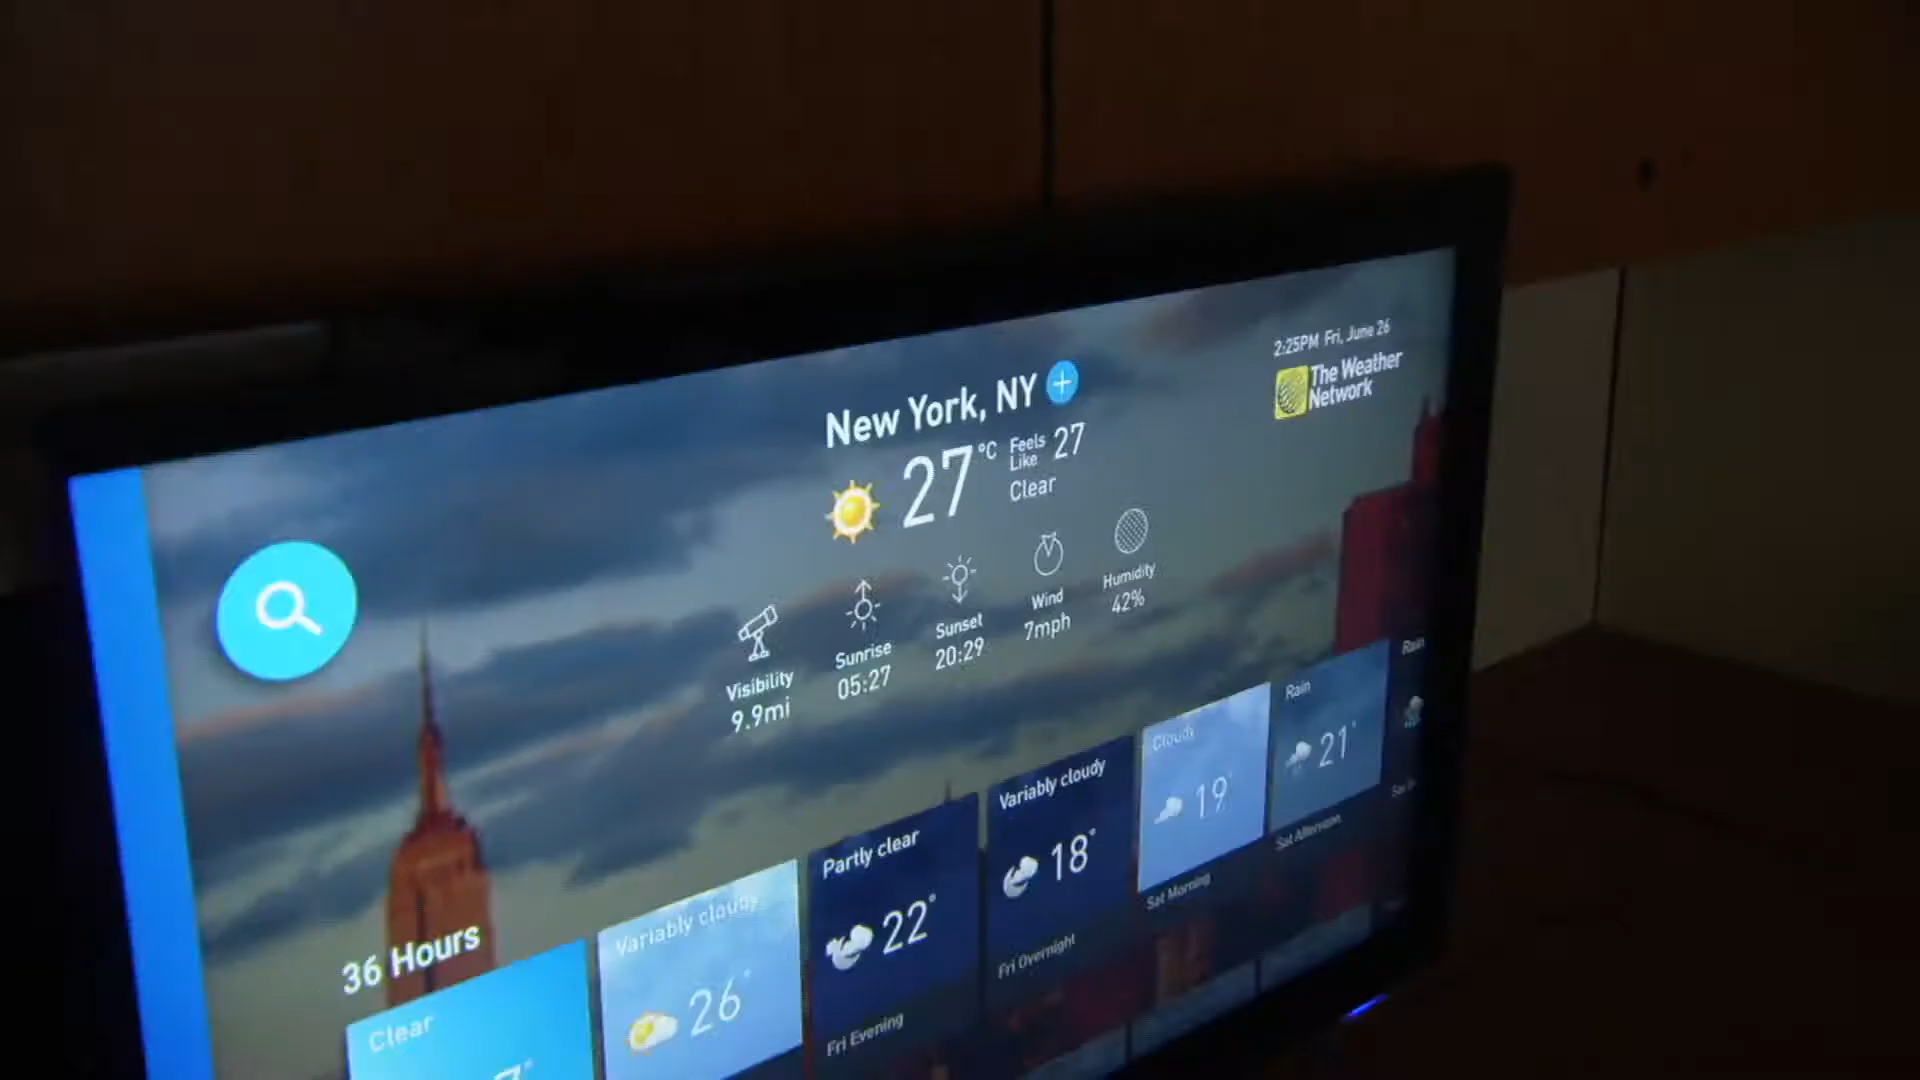 2:25PM Fri, June 26
The Weather
Network
New York, NY
27°C
Feels
Like 27
Clear
Visibility
9.9mi
Sunrise
05:27
Sunset
20:29
Wind
7mph
Humidity
42%
36 Hours
Clear
7°
Variably cloudy
26°
Partly clear
22°
Fri Evening
Variably cloudy
18°
Fri Overnight
Cloudy
19°
Sat Morning
Rain
21°
Sat Afternoon
Rain